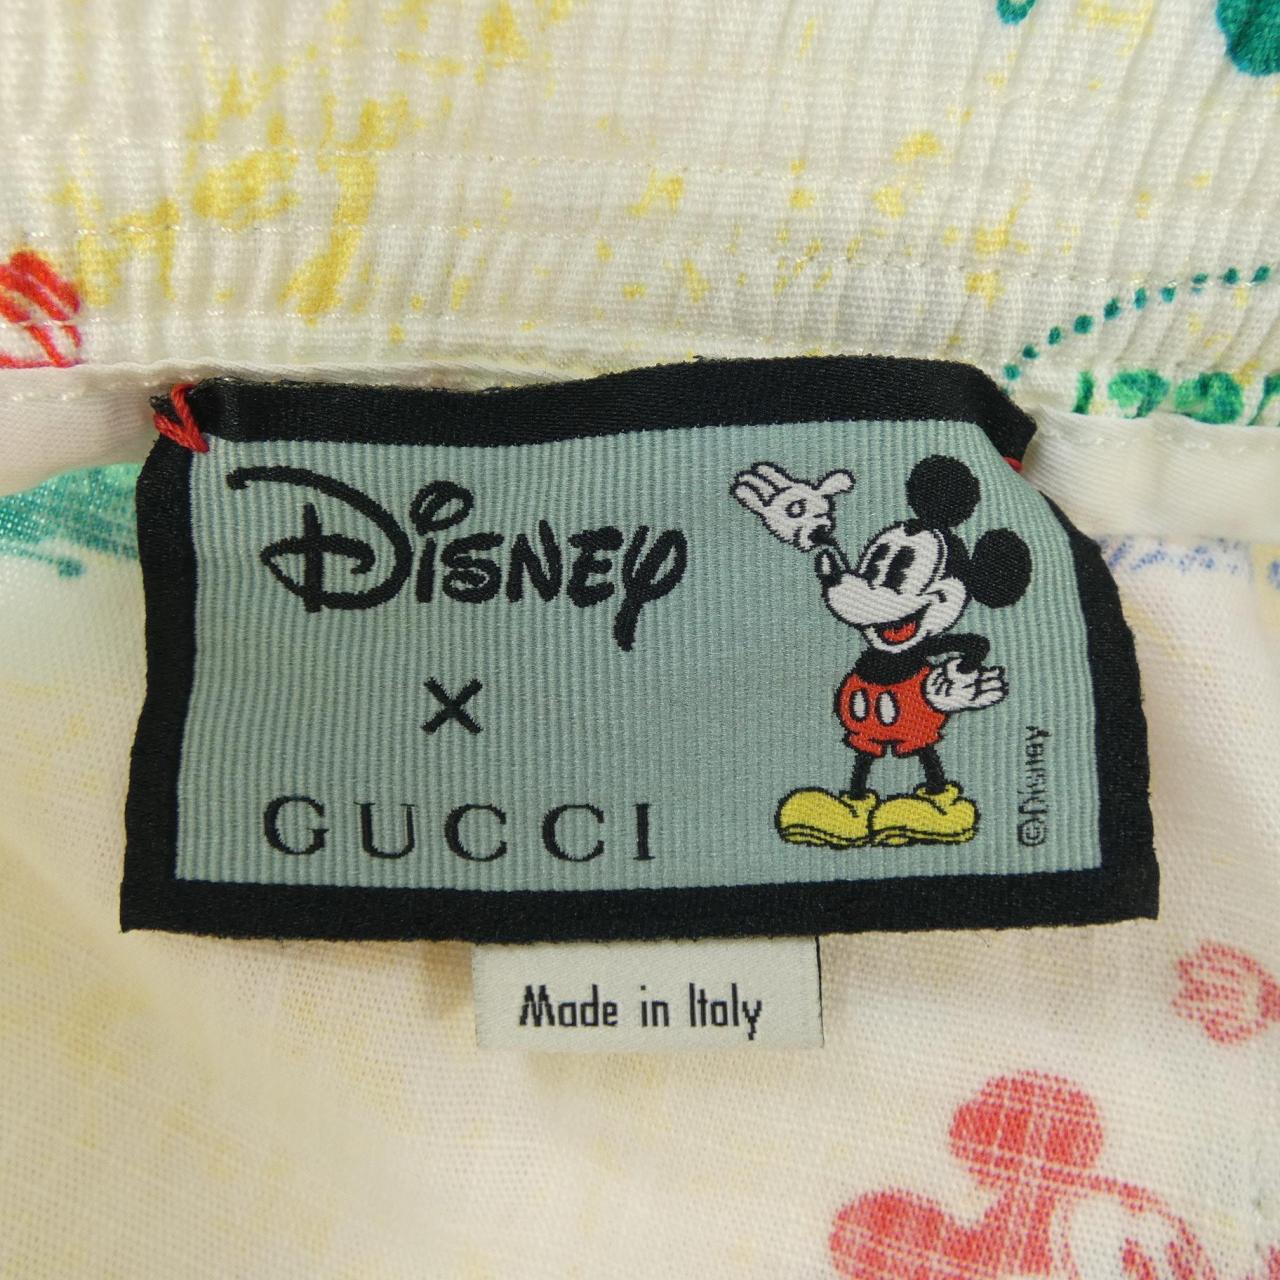 Disney
×
GUCCI
©Disney
Made in Italy